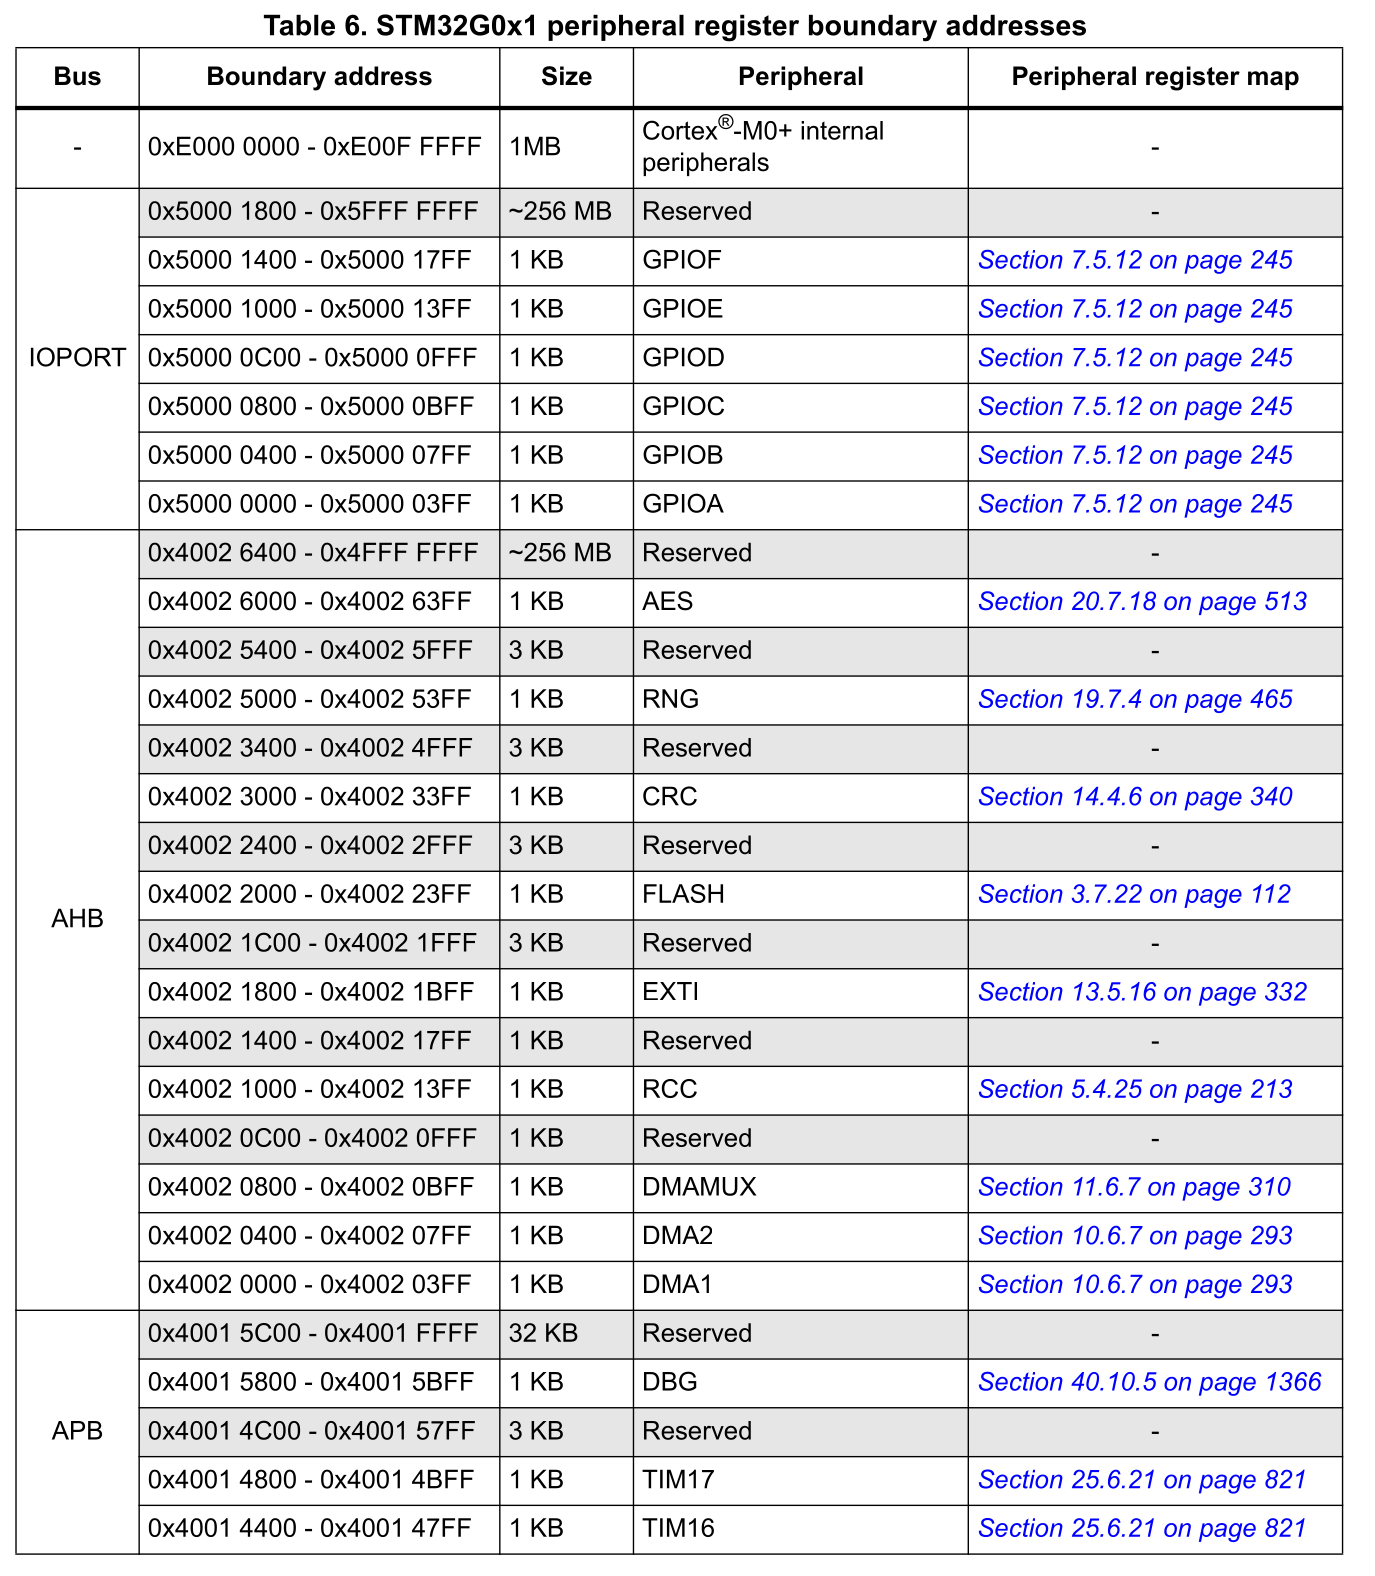 Table 6. STM32G0x1 peripheral register boundary addresses
Bus Boundary address Size Peripheral Peripheral register map
- 0xE000 0000 - 0xE00F FFFF 1MB Cortex®-M0+ internal peripherals -
IOPORT
0x5000 1800 - 0x5FFF FFFF ~256 MB Reserved -
0x5000 1400 - 0x5000 17FF 1 KB GPIOF Section 7.5.12 on page 245
0x5000 1000 - 0x5000 13FF 1 KB GPIOE Section 7.5.12 on page 245
0x5000 0C00 - 0x5000 0FFF 1 KB GPIOD Section 7.5.12 on page 245
0x5000 0800 - 0x5000 0BFF 1 KB GPIOC Section 7.5.12 on page 245
0x5000 0400 - 0x5000 07FF 1 KB GPIOB Section 7.5.12 on page 245
0x5000 0000 - 0x5000 03FF 1 KB GPIOA Section 7.5.12 on page 245
AHB
0x4002 6400 - 0x4FFF FFFF ~256 MB Reserved -
0x4002 6000 - 0x4002 63FF 1 KB AES Section 20.7.18 on page 513
0x4002 5400 - 0x4002 5FFF 3 KB Reserved -
0x4002 5000 - 0x4002 53FF 1 KB RNG Section 19.7.4 on page 465
0x4002 3400 - 0x4002 4FFF 3 KB Reserved -
0x4002 3000 - 0x4002 33FF 1 KB CRC Section 14.4.6 on page 340
0x4002 2400 - 0x4002 2FFF 3 KB Reserved -
0x4002 2000 - 0x4002 23FF 1 KB FLASH Section 3.7.22 on page 112
0x4002 1C00 - 0x4002 1FFF 3 KB Reserved -
0x4002 1800 - 0x4002 1BFF 1 KB EXTI Section 13.5.16 on page 332
0x4002 1400 - 0x4002 17FF 1 KB Reserved -
0x4002 1000 - 0x4002 13FF 1 KB RCC Section 5.4.25 on page 213
0x4002 0C00 - 0x4002 0FFF 1 KB Reserved -
0x4002 0800 - 0x4002 0BFF 1 KB DMAMUX Section 11.6.7 on page 310
0x4002 0400 - 0x4002 07FF 1 KB DMA2 Section 10.6.7 on page 293
0x4002 0000 - 0x4002 03FF 1 KB DMA1 Section 10.6.7 on page 293
APB
0x4001 5C00 - 0x4001 FFFF 32 KB Reserved -
0x4001 5800 - 0x4001 5BFF 1 KB DBG Section 40.10.5 on page 1366
0x4001 4C00 - 0x4001 57FF 3 KB Reserved -
0x4001 4800 - 0x4001 4BFF 1 KB TIM17 Section 25.6.21 on page 821
0x4001 4400 - 0x4001 47FF 1 KB TIM16 Section 25.6.21 on page 821